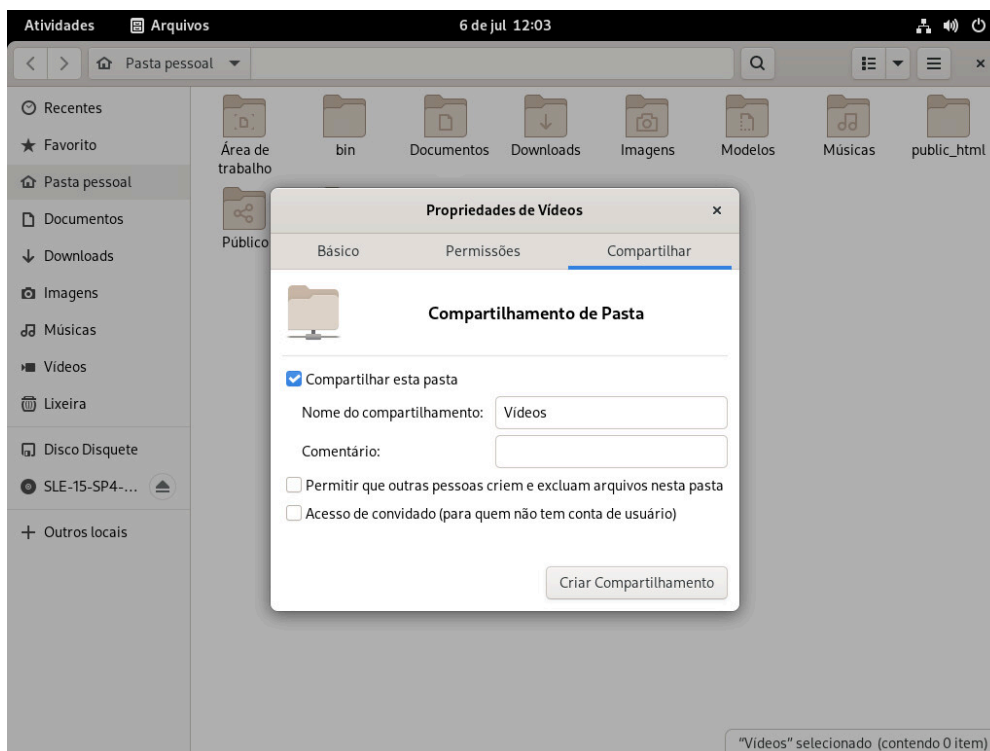 Atividades Arquivos 6 de jul 12:03
Pasta pessoal
Recentes
Favorito
Pasta pessoal
Documentos
Downloads
Imagens
Músicas
Vídeos
Lixeira
Disco Disquete
SLE-15-SP4-...
Outros locais
Área de
trabalho
bin
Documentos
Downloads
Imagens
Modelos
Músicas
public_html
Público
Propriedades de Vídeos
Básico Permissões Compartilhar
Compartilhamento de Pasta
Compartilhar esta pasta
Nome do compartilhamento: Vídeos
Comentário:
Permitir que outras pessoas criem e excluam arquivos nesta pasta
Acesso de convidado (para quem não tem conta de usuário)
Criar Compartilhamento
"Vídeos" selecionado (contendo 0 item)